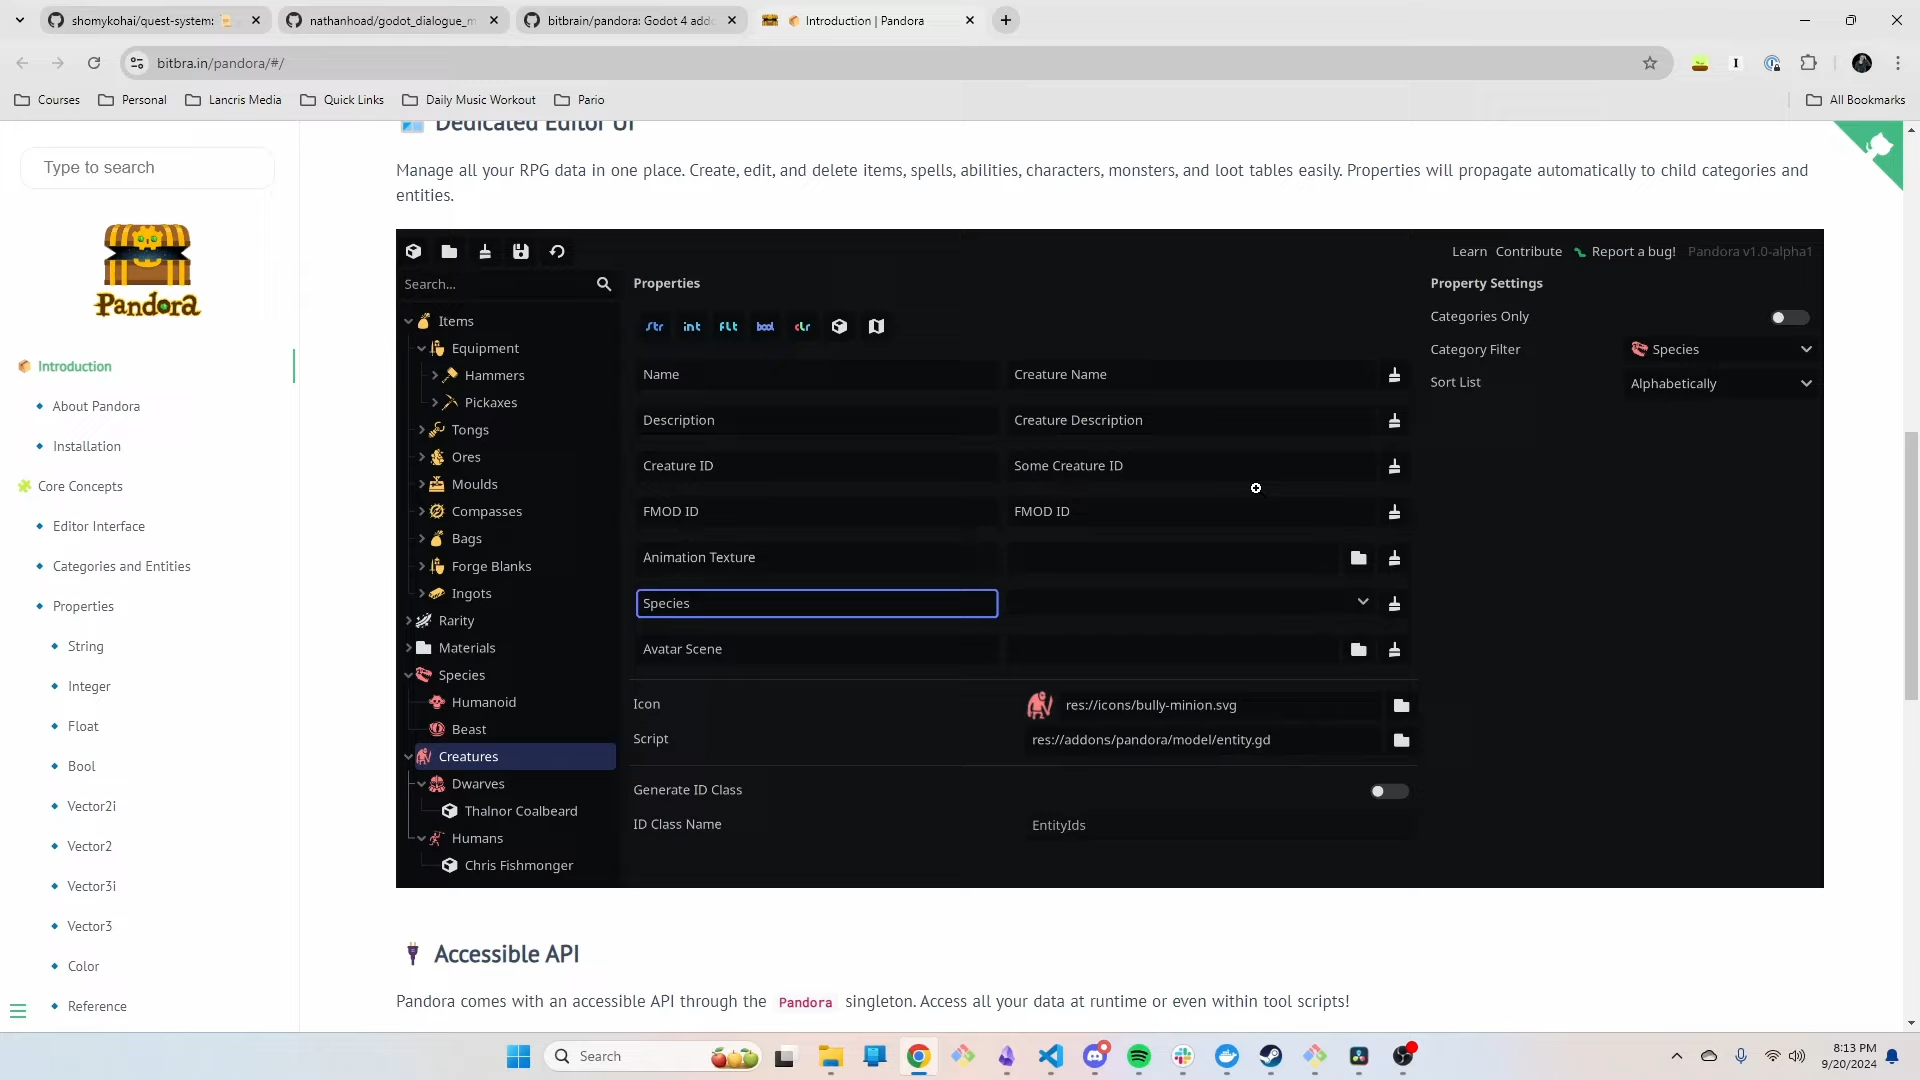 shomykohai/quest-system:
nathanhoad/godot_dialogue_m
bitbrain/pandora: Godot 4 addo
Introduction | Pandora
bitbra.in/pandora/#/
Courses
Personal
Lancris Media
Quick Links
Daily Music Workout
Pario
All Bookmarks
Type to search
Pandora
Introduction
About Pandora
Installation
Core Concepts
Editor Interface
Categories and Entities
Properties
String
Integer
Float
Bool
Vector2i
Vector2
Vector3i
Vector3
Color
Reference
Dedicated Editor UI
Manage all your RPG data in one place. Create, edit, and delete items, spells, abilities, characters, monsters, and loot tables easily. Properties will propagate automatically to child categories and
entities.
Learn Contribute Report a bug! Pandora v1.0-alpha1
Search...
Items
Equipment
Hammers
Pickaxes
Tongs
Ores
Moulds
Compasses
Bags
Forge Blanks
Ingots
Rarity
Materials
Species
Humanoid
Beast
Creatures
Dwarves
Thalnor Coalbeard
Humans
Chris Fishmonger
Properties
Str int flt bool clr
Name Creature Name
Description Creature Description
Creature ID Some Creature ID
FMOD ID FMOD ID
Animation Texture
Species
Avatar Scene
Icon res://icons/bully-minion.svg
Script res://addons/pandora/model/entity.gd
Generate ID Class
ID Class Name EntityIds
Property Settings
Categories Only
Category Filter Species
Sort List Alphabetically
Accessible API
Pandora comes with an accessible API through the Pandora singleton. Access all your data at runtime or even within tool scripts!
Search
8:13 PM
9/20/2024